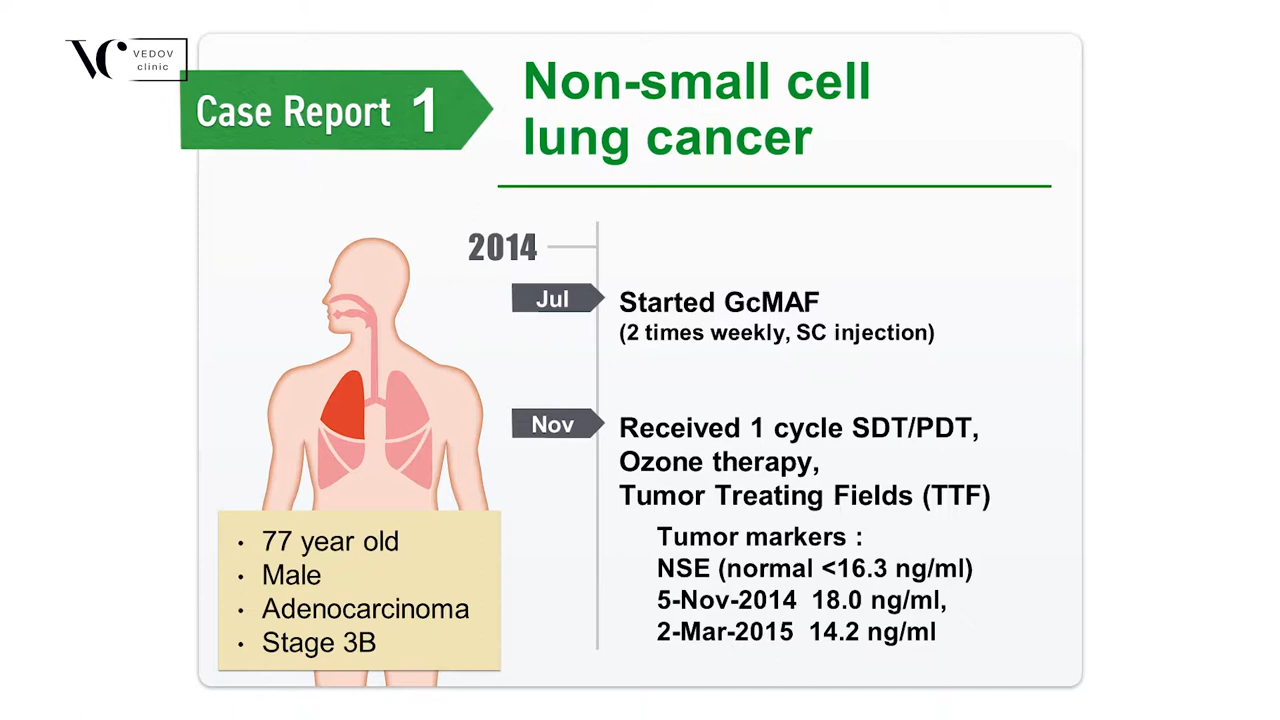 VC VEDOV
clinic
Case Report 1
Non-small cell
lung cancer
2014
Jul
Started GcMAF
(2 times weekly, SC injection)
Nov
Received 1 cycle SDT/PDT,
Ozone therapy,
Tumor Treating Fields (TTF)
Tumor markers :
NSE (normal <16.3 ng/ml)
5-Nov-2014 18.0 ng/ml,
2-Mar-2015 14.2 ng/ml
• 77 year old
• Male
• Adenocarcinoma
• Stage 3B